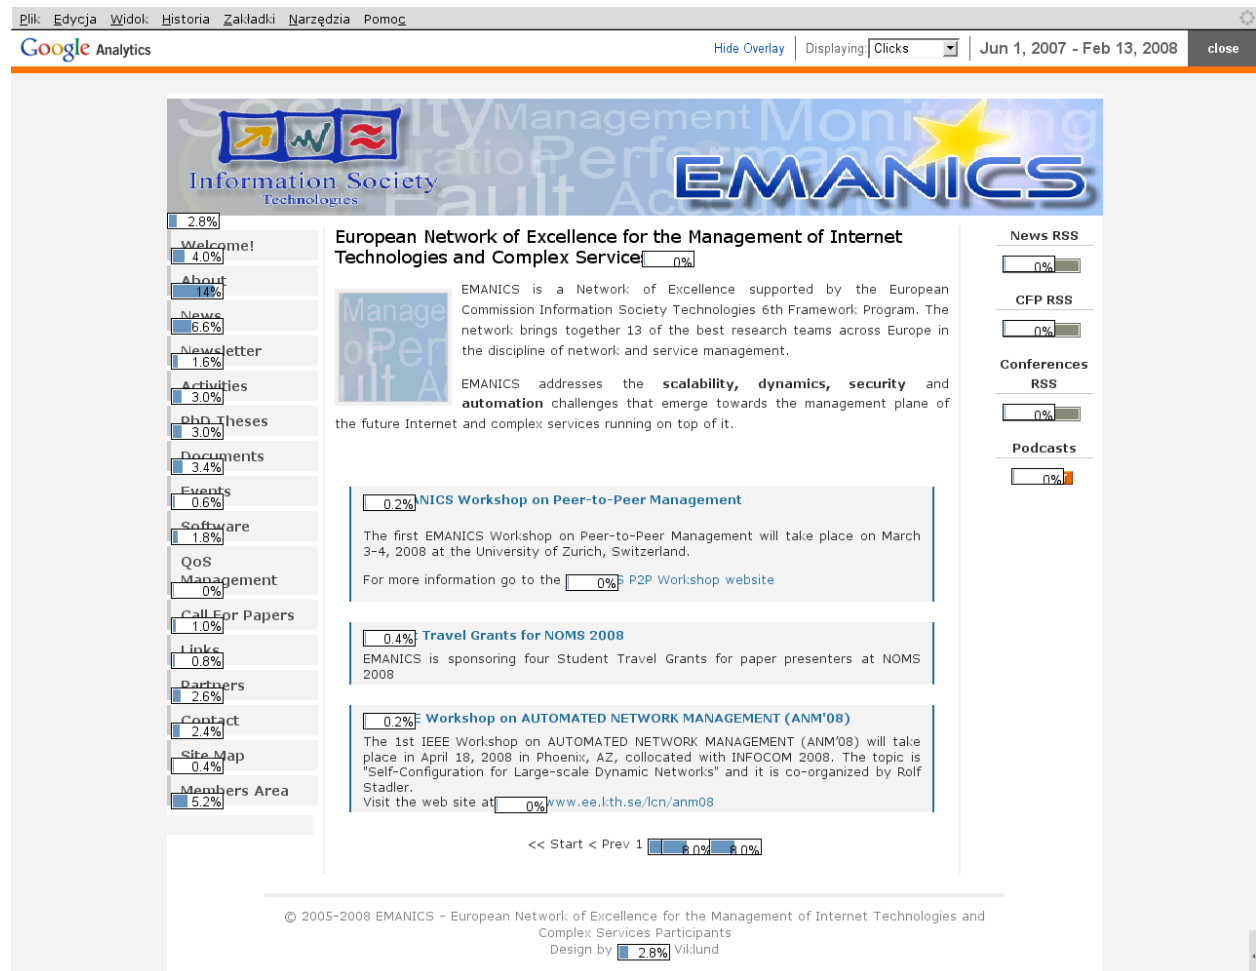 Plik Edycja Widok Historia Zakładki Narzędzia Pomoc
Google Analytics
Hide Overlay Displaying: Clicks Jun 1, 2007 - Feb 13, 2008 close
Security Management Monitoring
Performance
Fault Accounting
Information Society
Technologies
EMANICS
2.8%
Welcome!
4.0%
About
14%
News
6.6%
Newsletter
1.6%
Activities
3.0%
PhD Theses
3.0%
Documents
3.4%
Events
0.6%
Software
1.8%
QoS
Management
0%
Call For Papers
1.0%
Links
0.8%
Partners
2.6%
Contact
2.4%
Site Map
0.4%
Members Area
5.2%
European Network of Excellence for the Management of Internet
Technologies and Complex Services 0%
Manage
EMANICS is a Network of Excellence supported by the European
Commission Information Society Technologies 6th Framework Program. The
network brings together 13 of the best research teams across Europe in
the discipline of network and service management.
EMANICS addresses the scalability, dynamics, security and
automation challenges that emerge towards the management plane of
the future Internet and complex services running on top of it.
0.2% NICS Workshop on Peer-to-Peer Management
The first EMANICS Workshop on Peer-to-Peer Management will take place on March
3-4, 2008 at the University of Zurich, Switzerland.
For more information go to the 0% S P2P Workshop website
0.4% Travel Grants for NOMS 2008
EMANICS is sponsoring four Student Travel Grants for paper presenters at NOMS
2008
0.2% E Workshop on AUTOMATED NETWORK MANAGEMENT (ANM'08)
The 1st IEEE Workshop on AUTOMATED NETWORK MANAGEMENT (ANM'08) will take
place in April 18, 2008 in Phoenix, AZ, collocated with INFOCOM 2008. The topic is
"Self-Configuration for Large-scale Dynamic Networks" and it is co-organized by Rolf
Stadler.
Visit the web site at 0% www.ee.kth.se/lcn/anm08
<< Start < Prev 1 8.0% 8.0%
News RSS
0%
CFP RSS
0%
Conferences
RSS
0%
Podcasts
0%
© 2005-2008 EMANICS - European Network of Excellence for the Management of Internet Technologies and
Complex Services Participants
Design by 2.8% Viklund